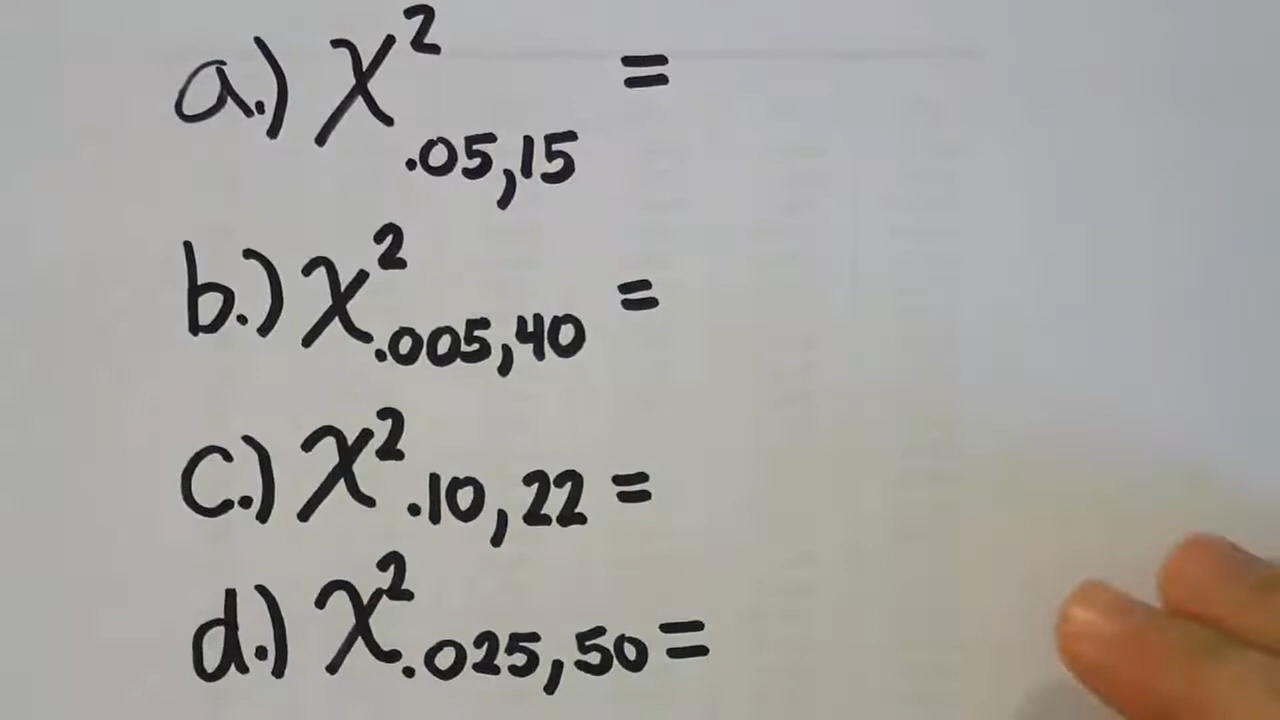 a.) χ².05,15 =
b.) χ².005,40 =
c.) χ².10,22 =
d.) χ².025,50 =